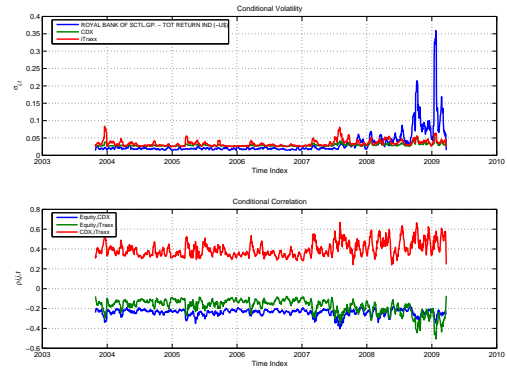 Conditional Volatility
0.4
0.35
0.3
0.25
0.2
0.15
0.1
0.05
0
σi,t
ROYAL BANK OF SCTL.GP. - TOT RETURN IND (~U$)
CDX
iTraxx
2003 2004 2005 2006 2007 2008 2009 2010
Time Index
Conditional Correlation
0.8
0.6
0.4
0.2
0
-0.2
-0.4
-0.6
ρi,j,t
Equity,CDX
Equity,iTraxx
CDX,iTraxx
2003 2004 2005 2006 2007 2008 2009 2010
Time Index